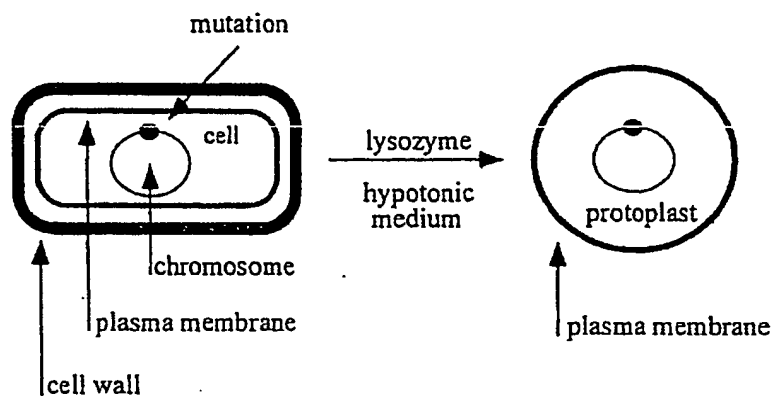 mutation
cell
lysozyme
hypotonic
medium
protoplast
chromosome
plasma membrane
plasma membrane
cell wall